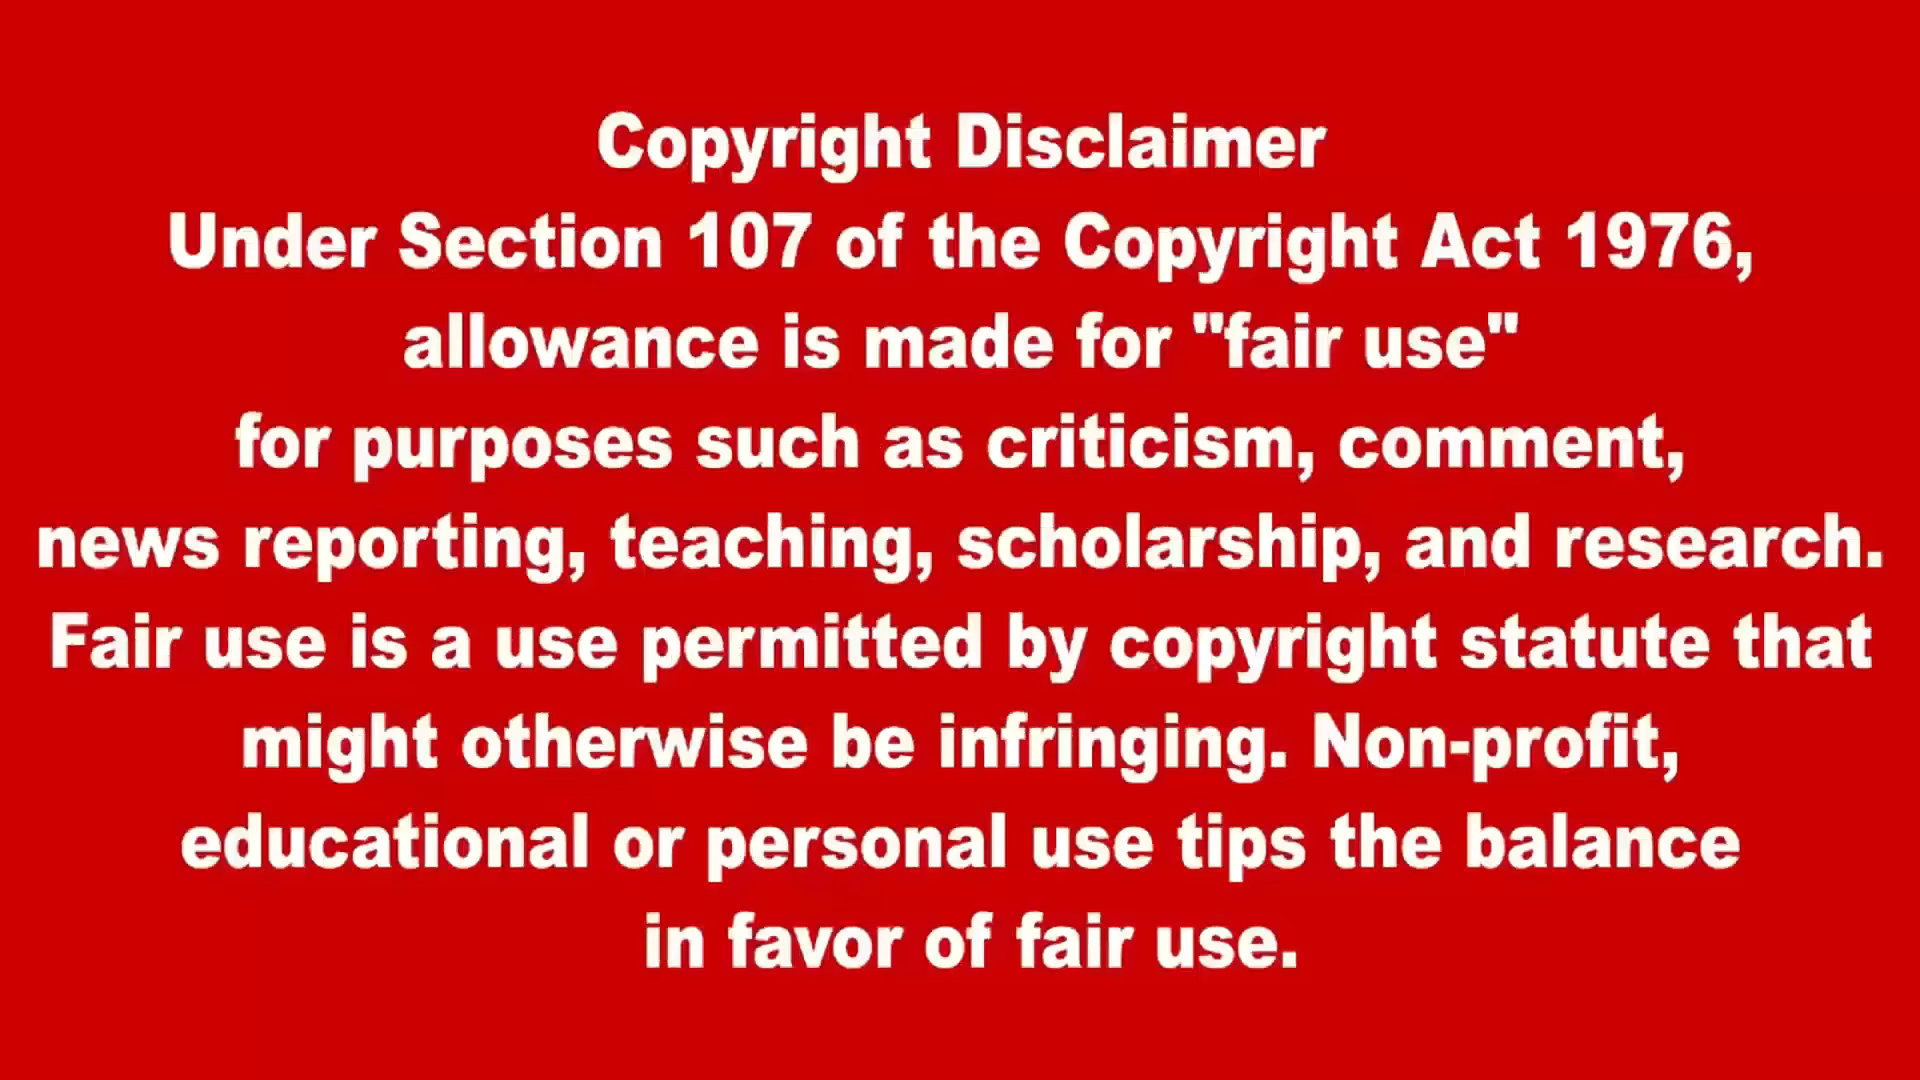 Copyright Disclaimer
Under Section 107 of the Copyright Act 1976,
allowance is made for "fair use"
for purposes such as criticism, comment,
news reporting, teaching, scholarship, and research.
Fair use is a use permitted by copyright statute that
might otherwise be infringing. Non-profit,
educational or personal use tips the balance
in favor of fair use.